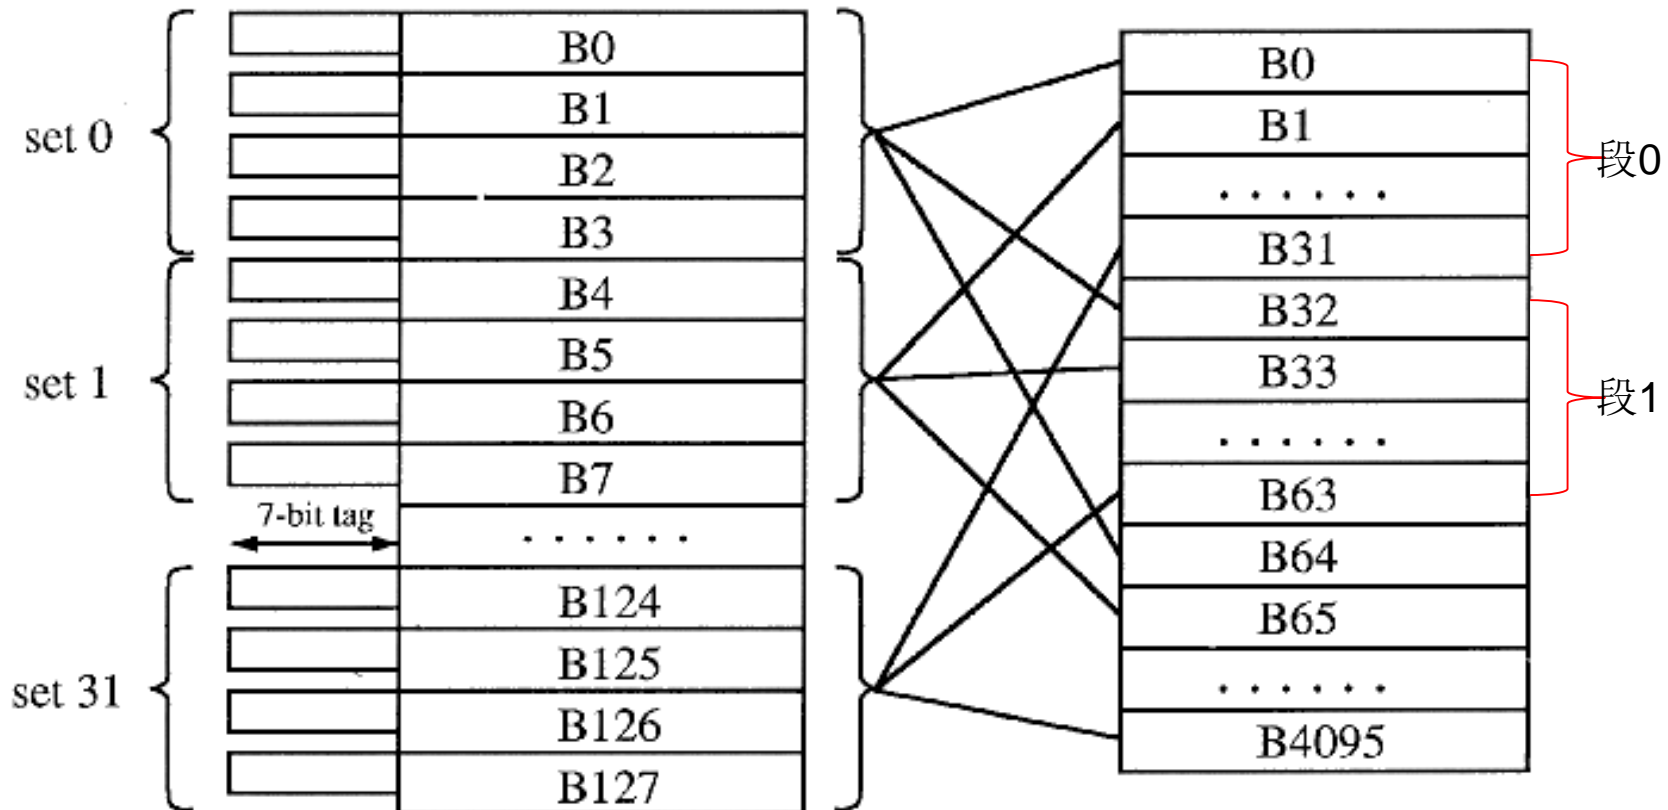 set 0
B0
B1
B2
B3
set 1
B4
B5
B6
B7
7-bit tag
. . . . . .
set 31
B124
B125
B126
B127
B0
B1
. . . . . .
B31
B32
B33
. . . . . .
B63
B64
B65
. . . . . .
B4095
段0
段1